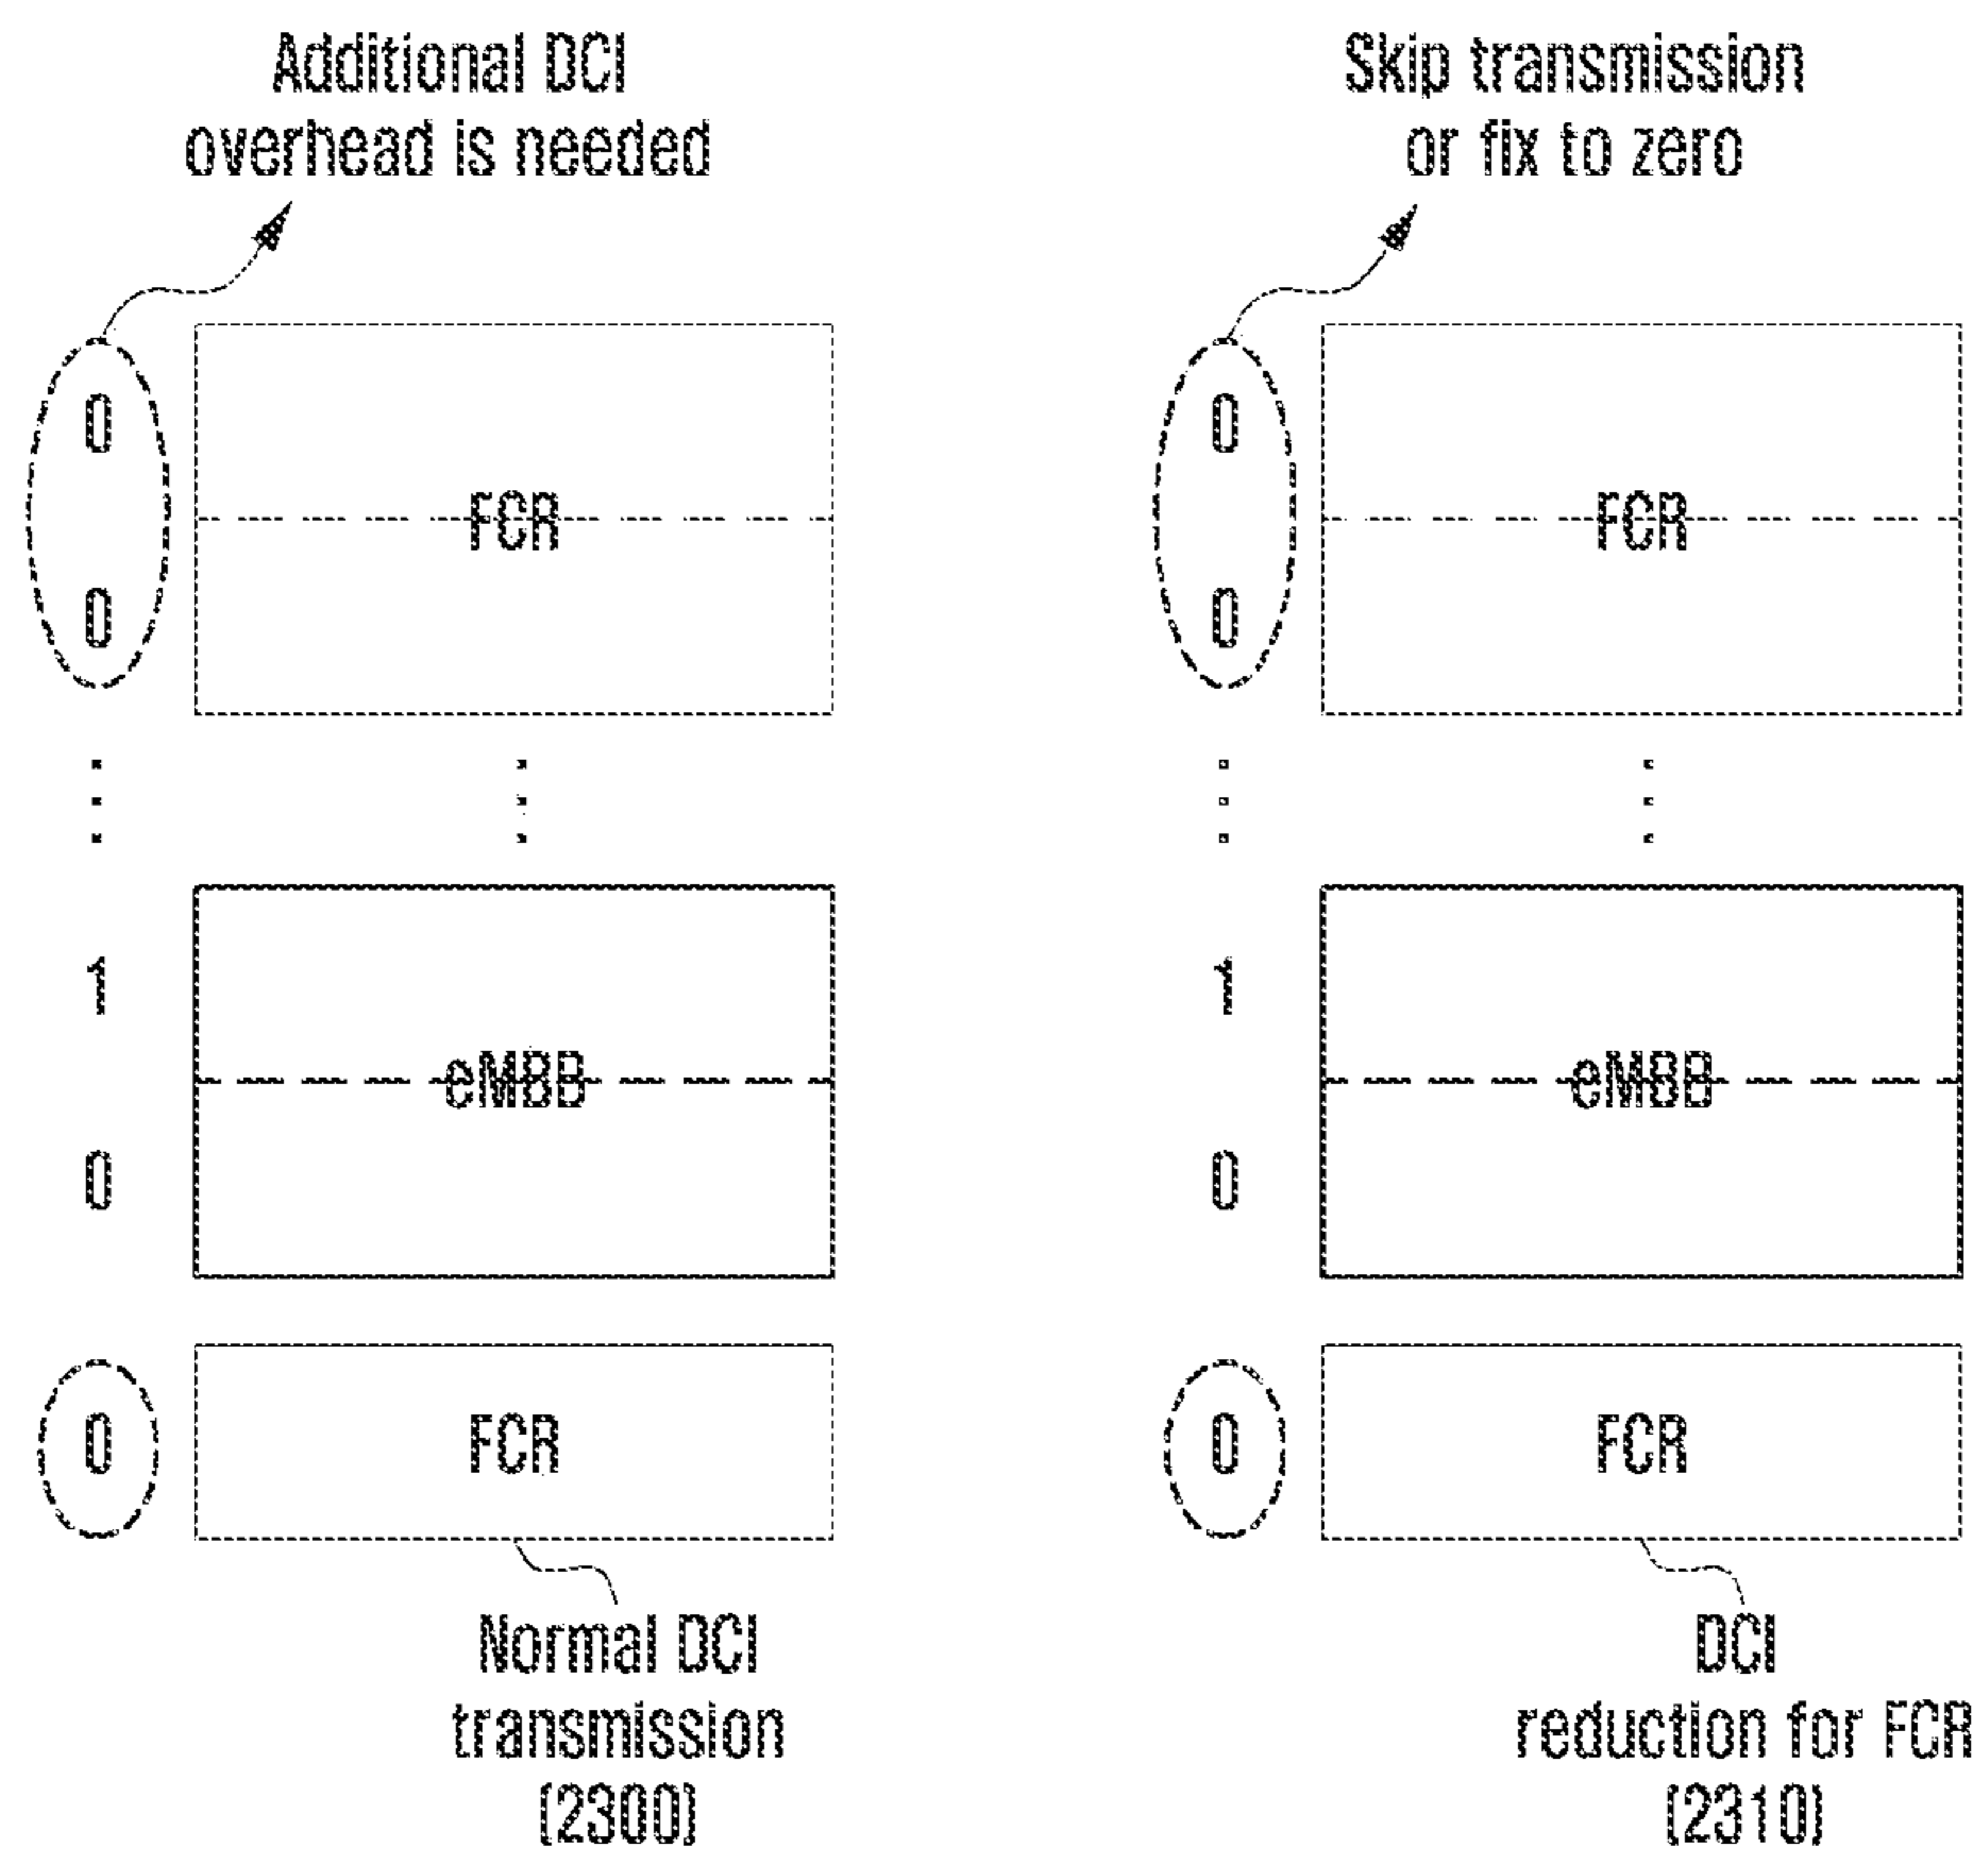 Additional DCI
overhead is needed
0
FCR
0
1
eMBB
0
0
FCR
Normal DCI
transmission
(2300)
Skip transmission
or fix to zero
0
FCR
0
1
eMBB
0
0
FCR
DCI
reduction for FCR
(2310)